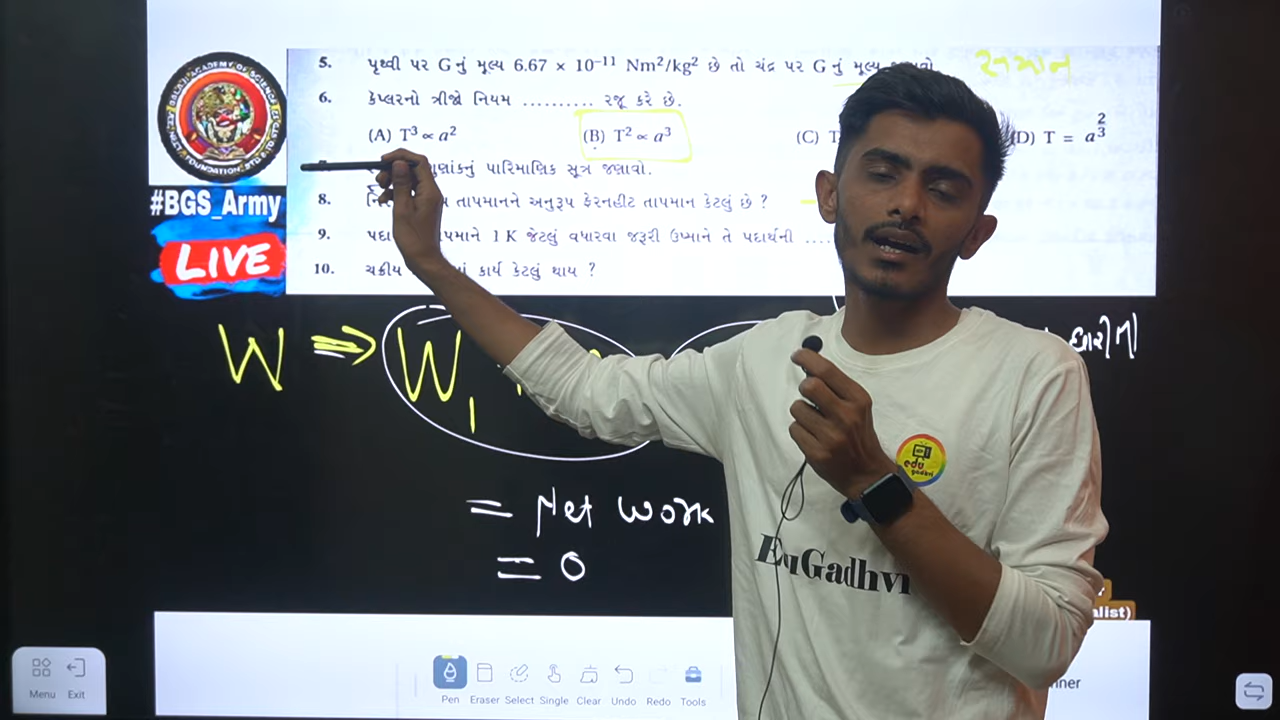 5. પૃથ્વી પર G નું મૂલ્ય 6.67 × 10⁻¹¹ Nm²/kg² છે તો ચંદ્ર પર G નું મૂલ્ય
સમાન
6. કેપ્લરનો ત્રીજો નિયમ .......... રજૂ કરે છે.
(A) T³ ∝ a² (B) T² ∝ a³ (C) T (D) T = a^(2/3)
પારિમાણિક સૂત્ર જણાવો.
8. તાપમાનને અનુરૂપ ફેરનહીટ તાપમાન કેટલું છે ?
9. 1 K જેટલું વધારવા જરૂરી ઉષ્માને તે પદાર્થની ....
10. ચક્રીય કાર્ય કેટલું થાય ?
#BGS_Army
LIVE
W ⇒ W₁
= Net work
= 0
edu gadhvi
EduGadhvi
Menu Exit
Pen Eraser Select Single Clear Undo Redo Tools